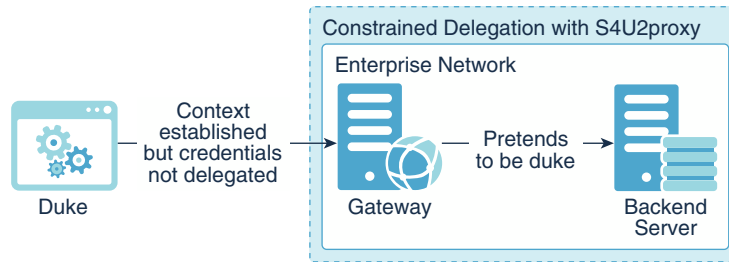 Constrained Delegation with S4U2proxy
Enterprise Network
Context
established
but credentials
not delegated
Pretends
to be duke
Duke
Gateway
Backend
Server